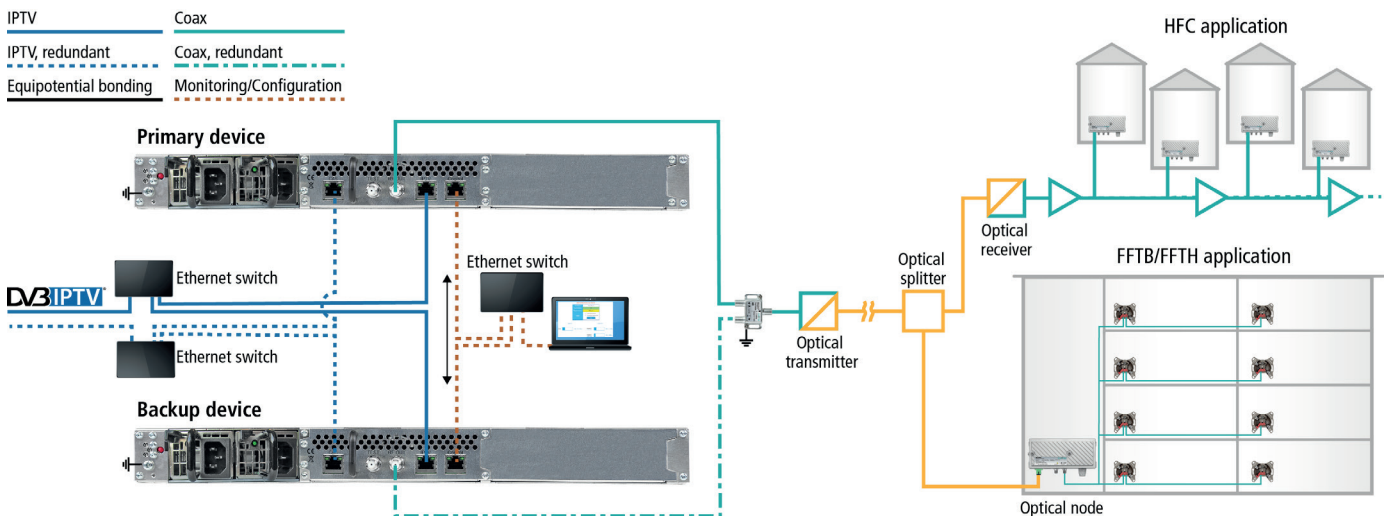 IPTV
Coax
IPTV, redundant
Coax, redundant
Equipotential bonding
Monitoring/Configuration
HFC application
Primary device
Optical
receiver
Ethernet switch
Ethernet switch
DVB IPTV
Optical
splitter
FFTB/FFTH application
Ethernet switch
Optical
transmitter
Backup device
Optical node